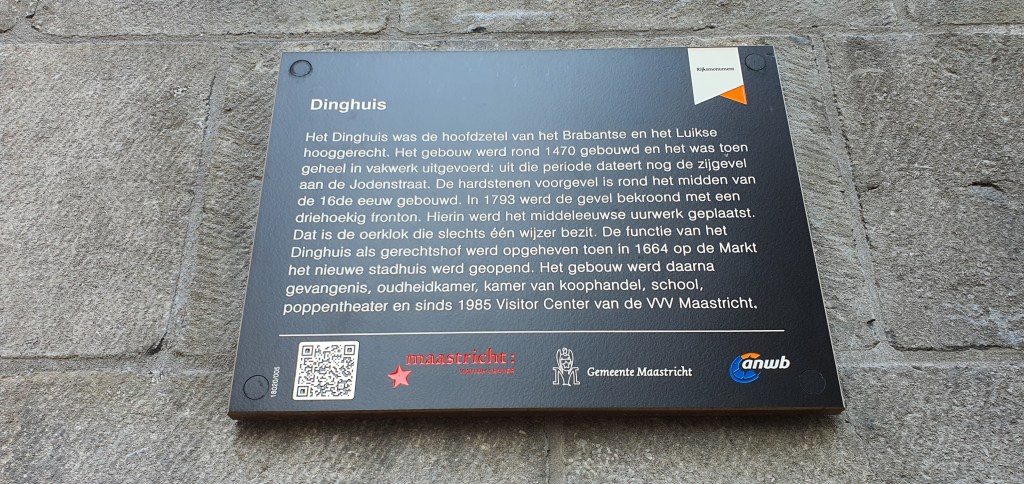 Rijksmonument
Dinghuis
Het Dinghuis was de hoofdzetel van het Brabantse en het Luikse
hooggerecht. Het gebouw werd rond 1470 gebouwd en het was toen
geheel in vakwerk uitgevoerd: uit die periode dateert nog de zijgevel
aan de Jodenstraat. De hardstenen voorgevel is rond het midden van
de 16de eeuw gebouwd. In 1793 werd de gevel bekroond met een
driehoekig fronton. Hierin werd het middeleeuwse uurwerk geplaatst.
Dat is de oerklok die slechts één wijzer bezit. De functie van het
Dinghuis als gerechtshof werd opgeheven toen in 1664 op de Markt
het nieuwe stadhuis werd geopend. Het gebouw werd daarna
gevangenis, oudheidkamer, kamer van koophandel, school,
poppentheater en sinds 1985 Visitor Center van de VVV Maastricht.
16020/006
maastricht:
Gemeente Maastricht
anwb